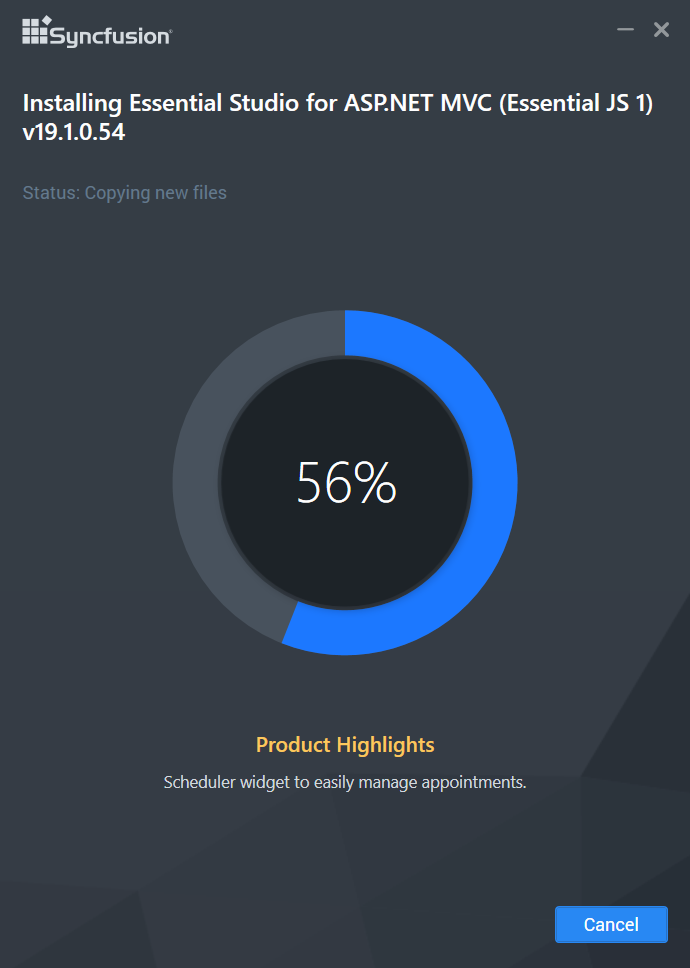 Syncfusion®
Installing Essential Studio for ASP.NET MVC (Essential JS 1)
v19.1.0.54
Status: Copying new files
56%
Product Highlights
Scheduler widget to easily manage appointments.
Cancel